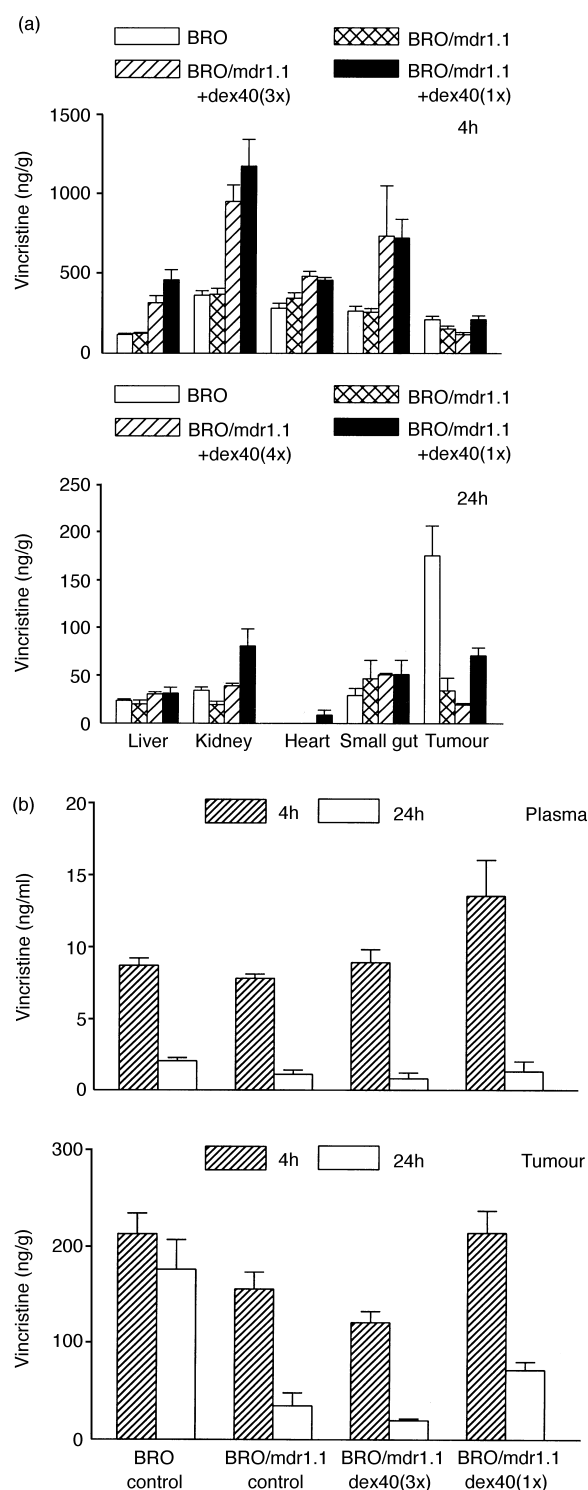 (a)
BRO
BRO/mdr1.1
BRO/mdr1.1
+dex40(3x)
BRO/mdr1.1
+dex40(1x)
4h
1500
1000
500
0
Vincristine (ng/g)
BRO
BRO/mdr1.1
BRO/mdr1.1
+dex40(4x)
BRO/mdr1.1
+dex40(1x)
24h
250
200
150
100
50
0
Vincristine (ng/g)
Liver Kidney Heart Small gut Tumour
(b)
4h 24h Plasma
20
15
10
5
0
Vincristine (ng/ml)
4h 24h Tumour
300
200
100
0
Vincristine (ng/g)
BRO
control
BRO/mdr1.1
control
BRO/mdr1.1
dex40(3x)
BRO/mdr1.1
dex40(1x)